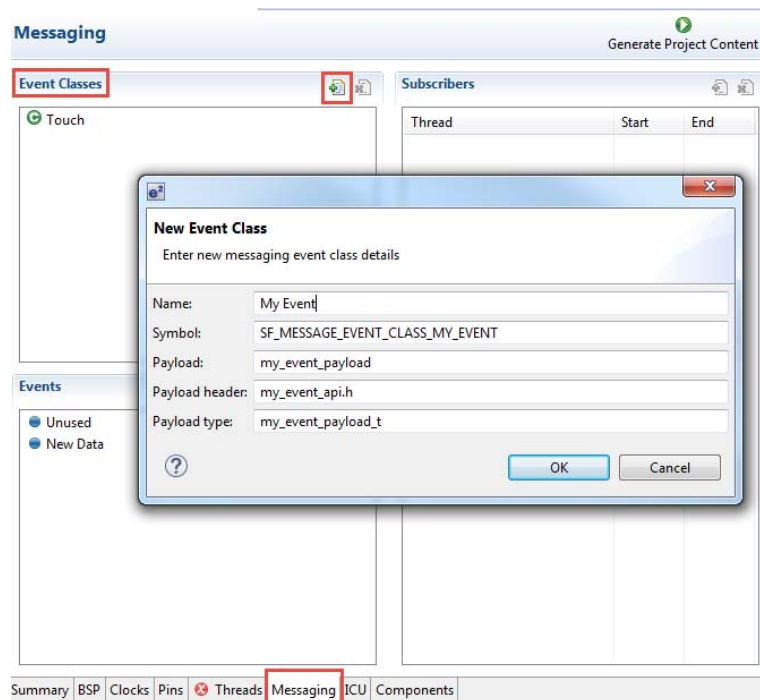 Messaging
Generate Project Content
Event Classes
Subscribers
Touch
Thread Start End
e²
New Event Class
Enter new messaging event class details
Name: My Event
Symbol: SF_MESSAGE_EVENT_CLASS_MY_EVENT
Payload: my_event_payload
Payload header: my_event_api.h
Payload type: my_event_payload_t
OK Cancel
Events
Unused
New Data
Summary BSP Clocks Pins Threads Messaging ICU Components